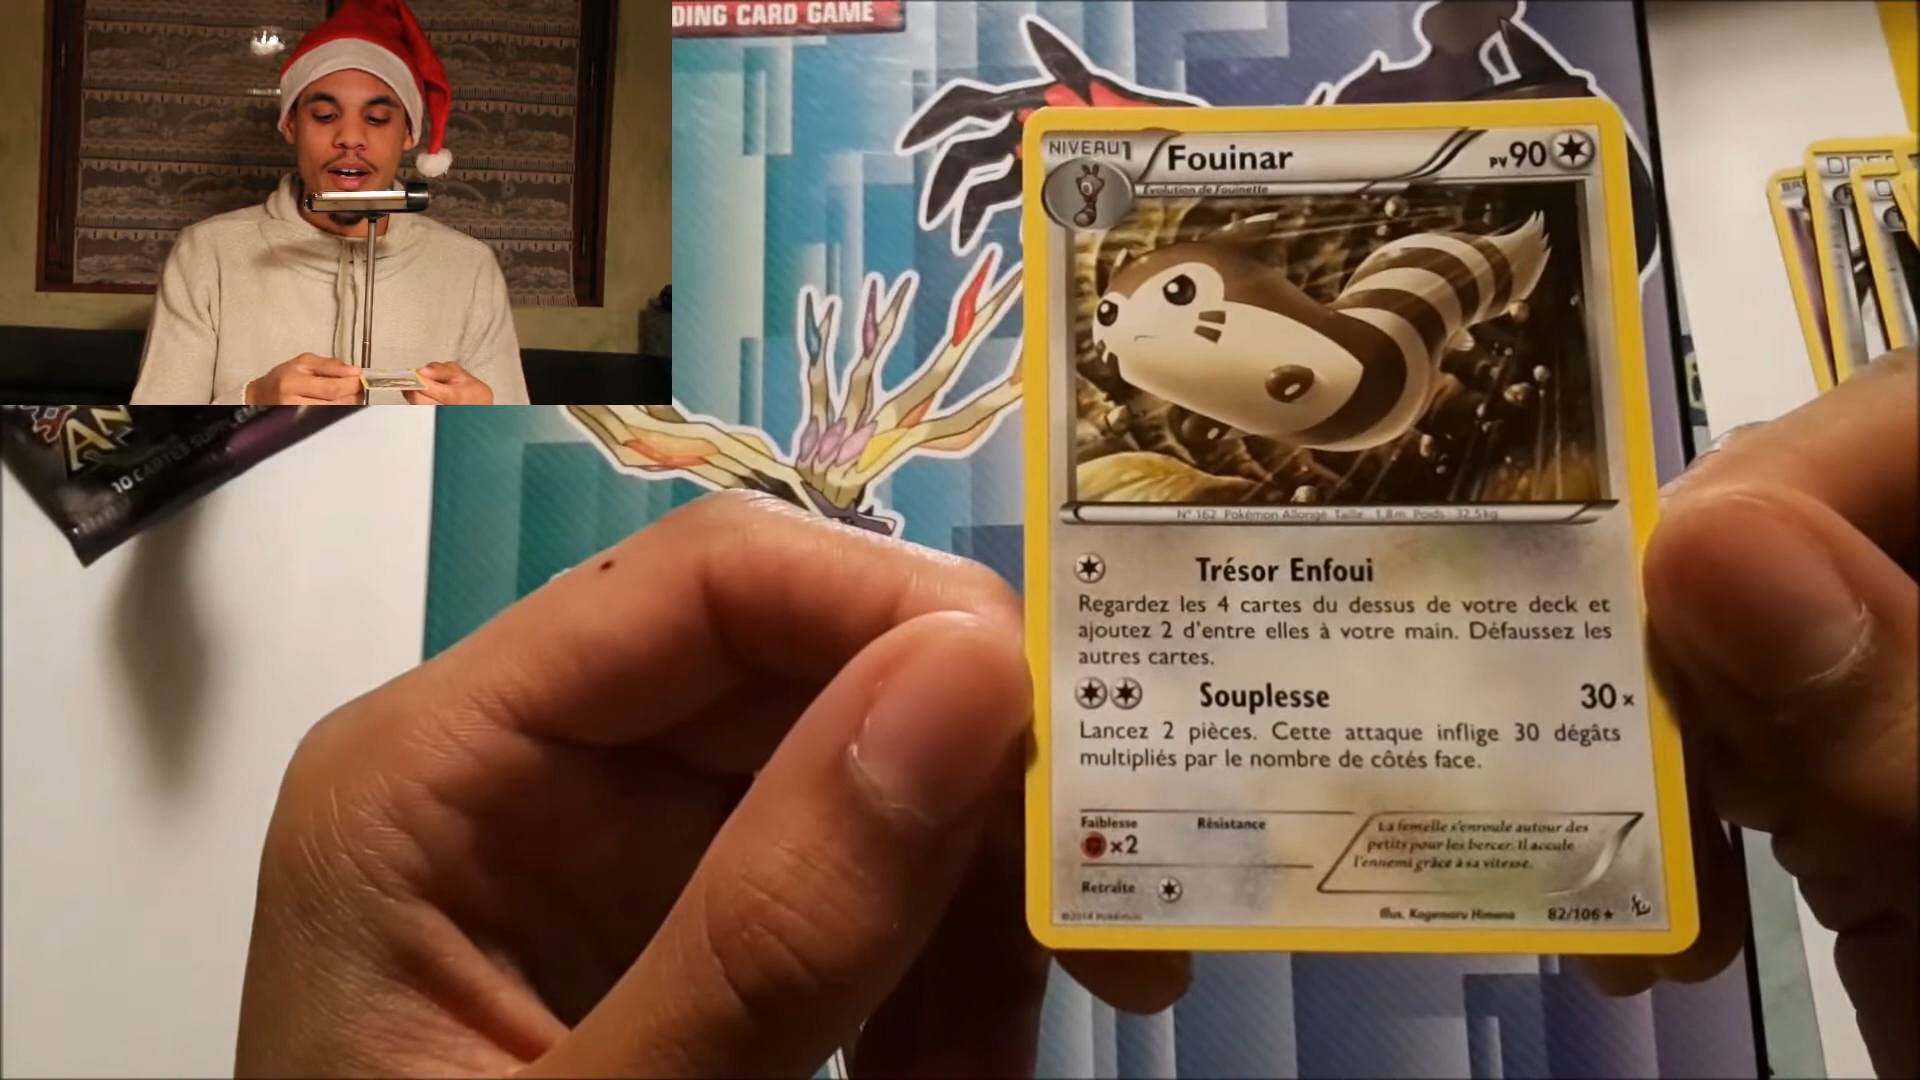 DING CARD GAME
AN
10 CARTES SUPPLÉME
NIVEAU 1
Fouinar
PV 90
Évolution de Fouinette
N° 162 Pokémon Allongé Taille : 1.8m Poids : 32.5kg
Trésor Enfoui
Regardez les 4 cartes du dessus de votre deck et
ajoutez 2 d'entre elles à votre main. Défaussez les
autres cartes.
Souplesse 30×
Lancez 2 pièces. Cette attaque inflige 30 dégâts
multipliés par le nombre de côtés face.
Faiblesse Résistance
×2
La femelle s'enroule autour des
petits pour les bercer. Il accule
l'ennemi grâce à sa vitesse.
Retraite
©2014 Pokémon
Illus. Kagemaru Himeno
82/106 ★